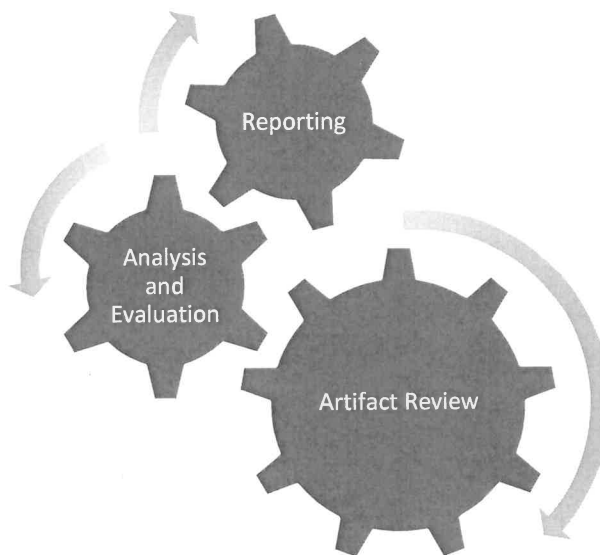 Reporting
Analysis
and
Evaluation
Artifact Review